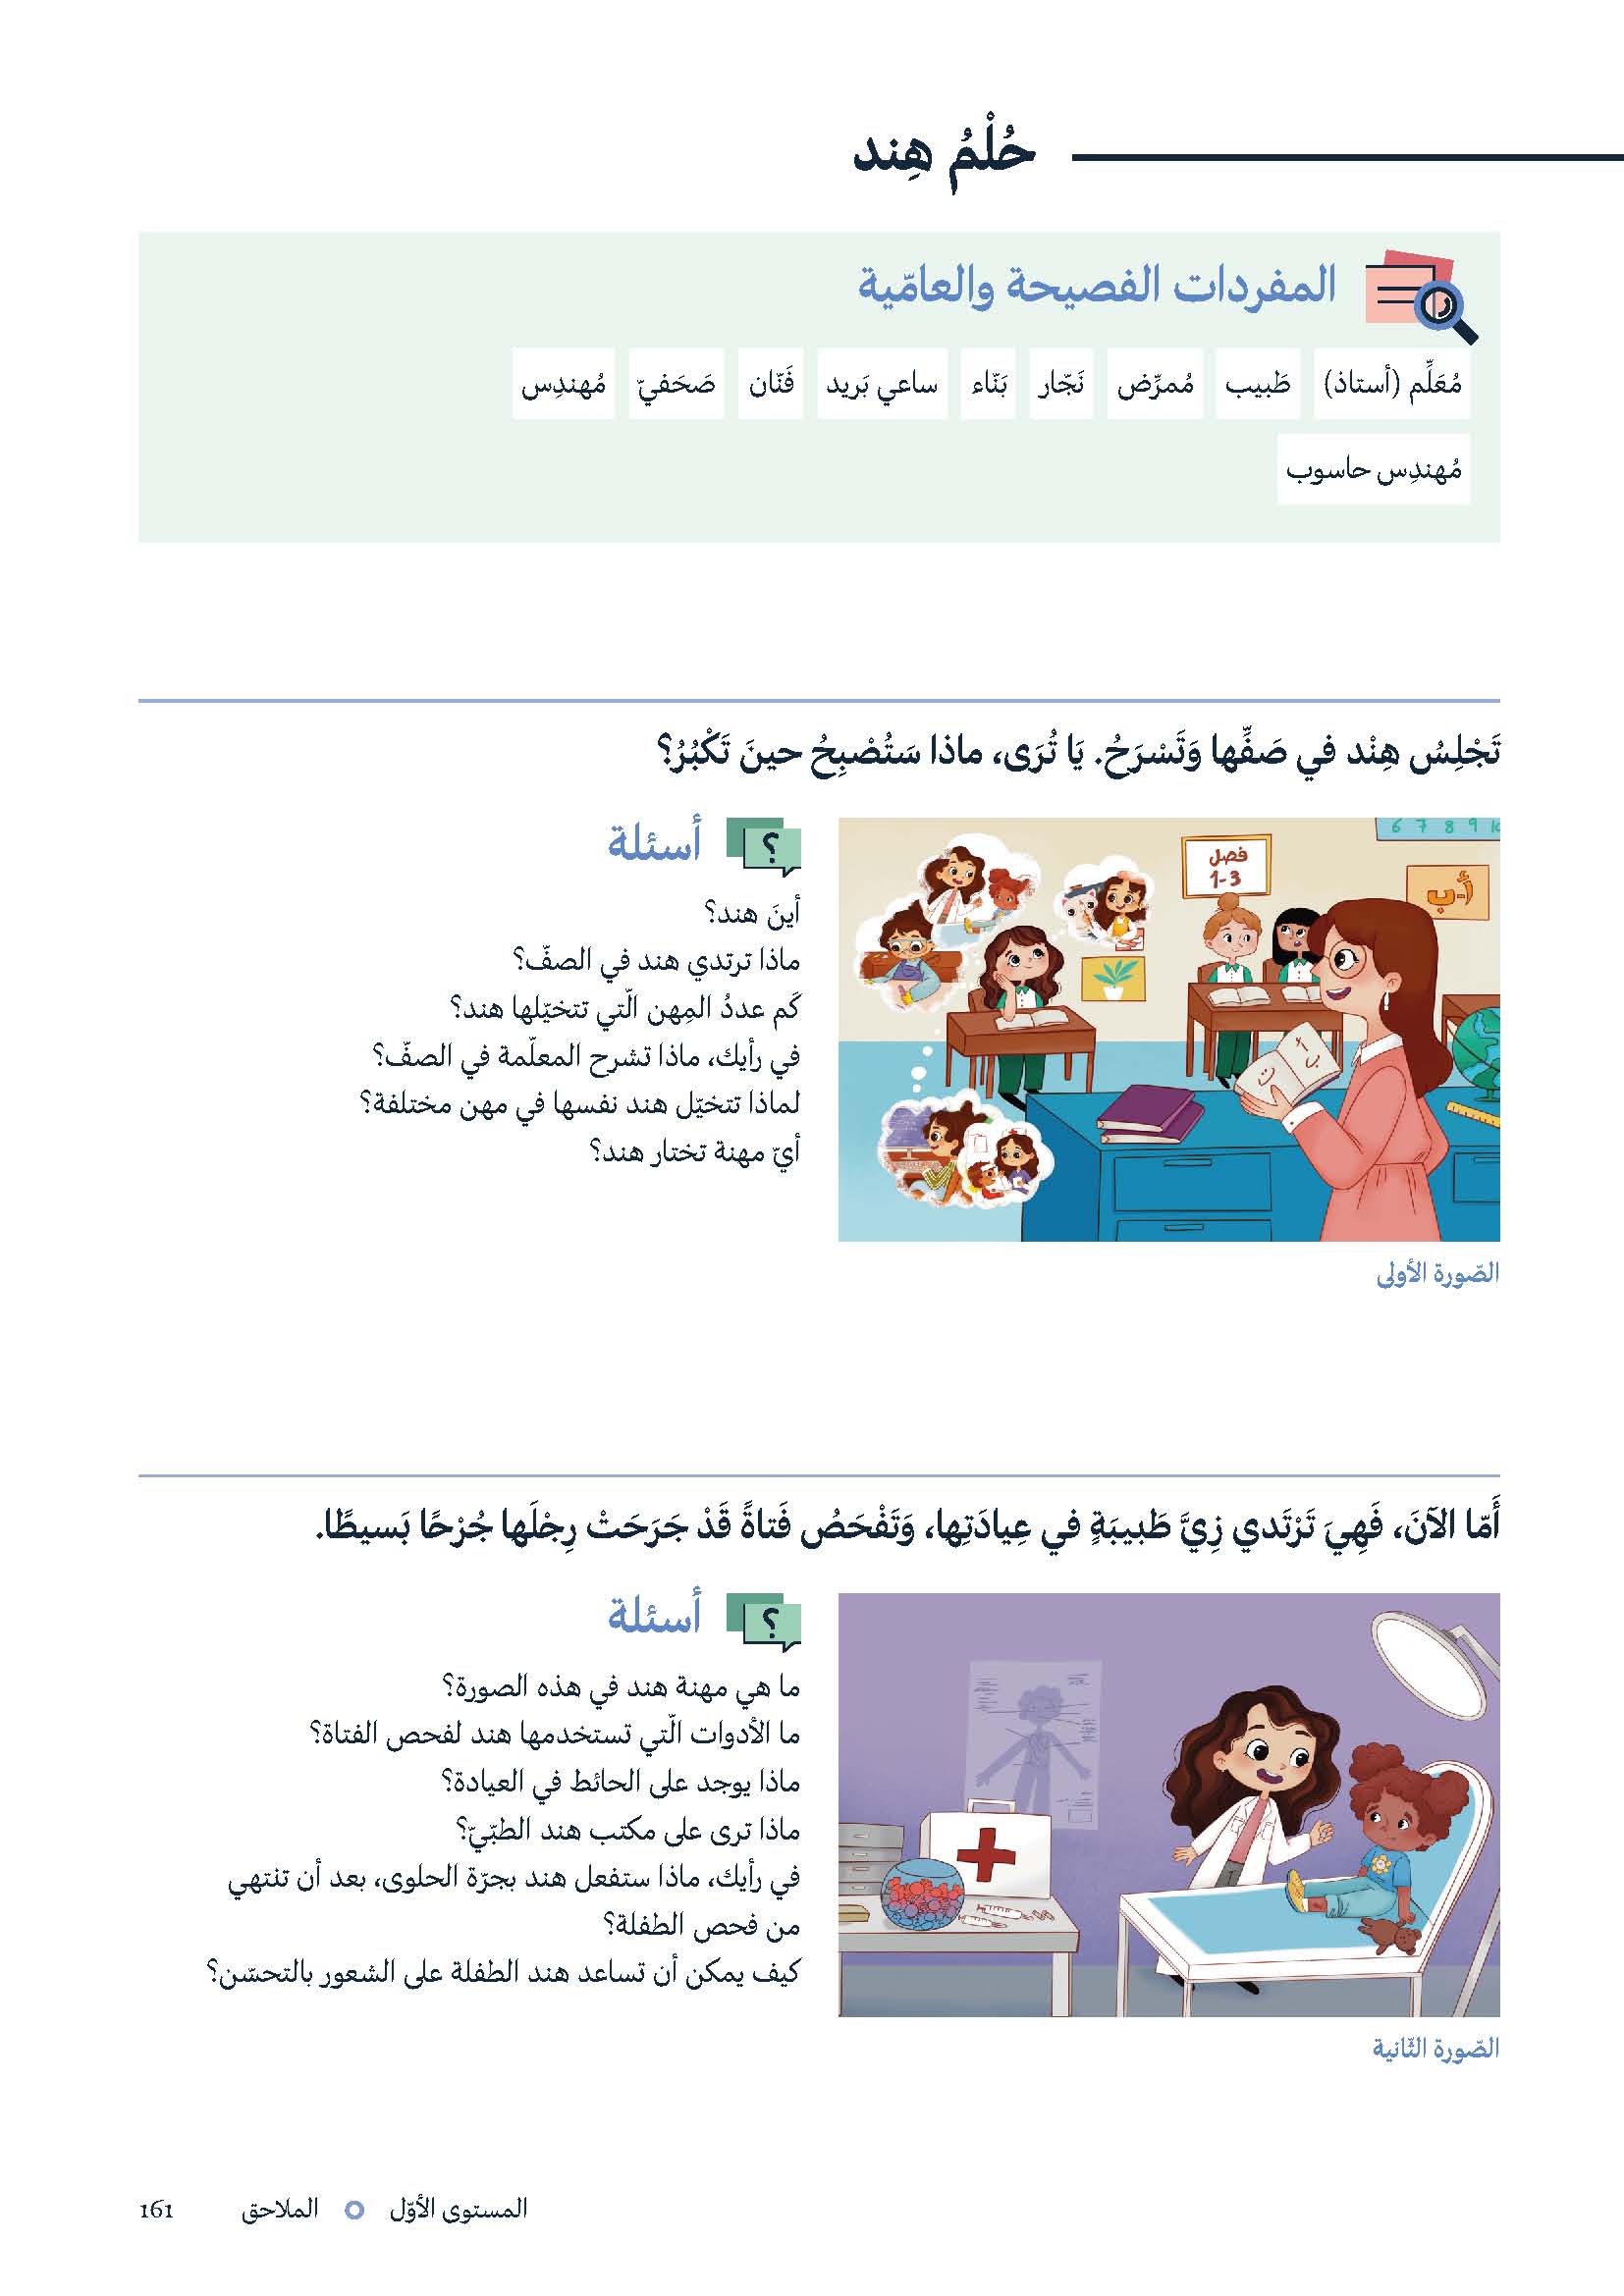 حُلْمُ هِند
المفردات الفصيحة والعامّية
مُعَلِّم (أستاذ) طَبيب مُمرِّض نَجّار بَنّاء ساعي بَريد فَنّان صَحَفيّ مُهندِس
مُهندِس حاسوب
تَجْلِسُ هِنْد في صَفِّها وَتَسْرَحُ. يَا تُرَى، ماذا سَتُصْبِحُ حينَ تَكْبُرُ؟
6 7 8 9
فصل
1-3
أ-ب
أ ب ت
أسئلة
أينَ هند؟
ماذا ترتدي هند في الصفّ؟
كَم عددُ المِهن الّتي تتخيّلها هند؟
في رأيك، ماذا تشرح المعلّمة في الصفّ؟
لماذا تتخيّل هند نفسها في مهن مختلفة؟
أيّ مهنة تختار هند؟
الصّورة الأولى
أَمّا الآنَ، فَهِيَ تَرْتَدي زِيَّ طَبيبَةٍ في عِيادَتِها، وَتَفْحَصُ فَتاةً قَدْ جَرَحَتْ رِجْلَها جُرْحًا بَسيطًا.
أسئلة
ما هي مهنة هند في هذه الصورة؟
ما الأدوات الّتي تستخدمها هند لفحص الفتاة؟
ماذا يوجد على الحائط في العيادة؟
ماذا ترى على مكتب هند الطبّيّ؟
في رأيك، ماذا ستفعل هند بجرّة الحلوى، بعد أن تنتهي
من فحص الطفلة؟
كيف يمكن أن تساعد هند الطفلة على الشعور بالتحسّن؟
الصّورة الثّانية
المستوى الأوّل الملاحق 161